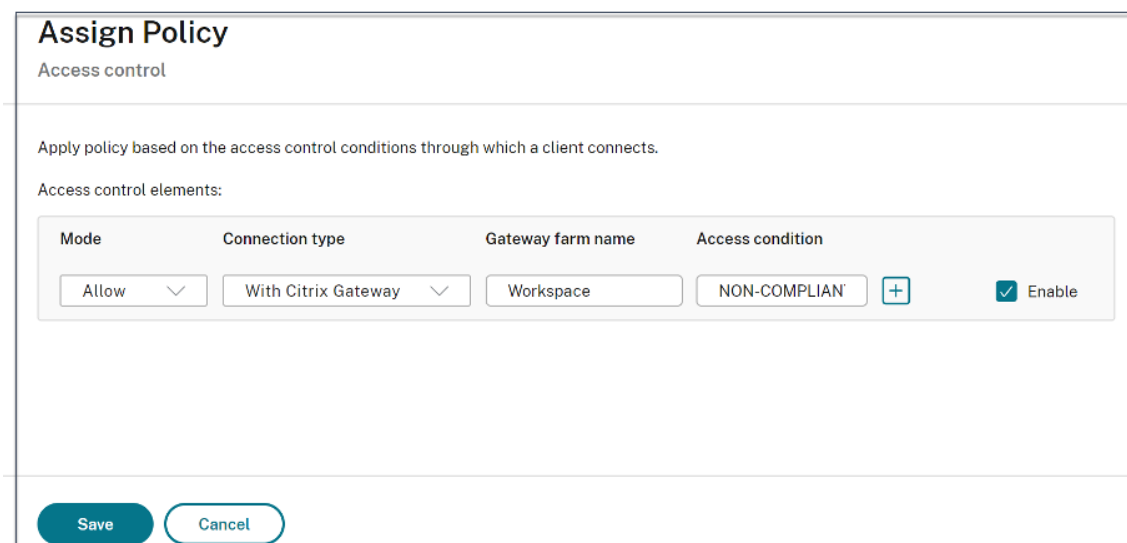 Assign Policy
Access control
Apply policy based on the access control conditions through which a client connects.
Access control elements:
Mode Connection type Gateway farm name Access condition
Allow With Citrix Gateway Workspace NON-COMPLIAN Enable
Save Cancel